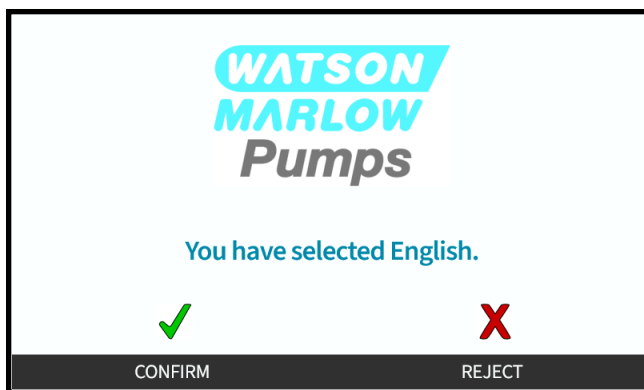 WATSON
MARLOW
Pumps
You have selected English.
CONFIRM
REJECT